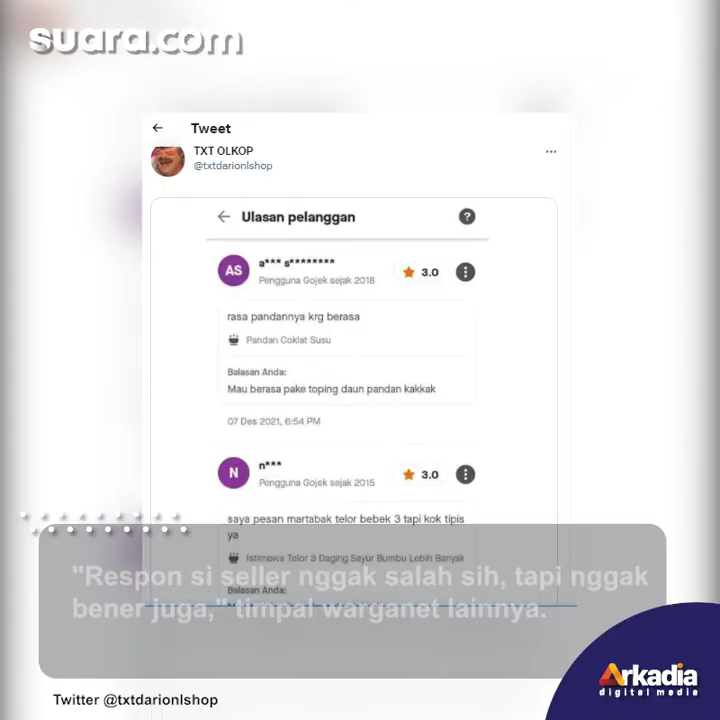 suara.com
Tweet
TXT OLKOP
@txtdarionlshop
Ulasan pelanggan
?
AS
a*** s********
Pengguna Gojek sejak 2018
3.0
rasa pandannya krg berasa
Pandan Coklat Susu
Balasan Anda:
Mau berasa pake toping daun pandan kakkak
07 Des 2021, 6:54 PM
N
n***
Pengguna Gojek sejak 2015
3.0
saya pesan martabak telor bebek 3 tapi kok tipis
ya
Istimewa Telor 3 Daging Sayur Bumbu Lebih Banyak
Balasan Anda:
"Respon si seller nggak salah sih, tapi nggak
bener juga," timpal warganet lainnya.
Twitter @txtdarionlshop
Arkadia
digital media